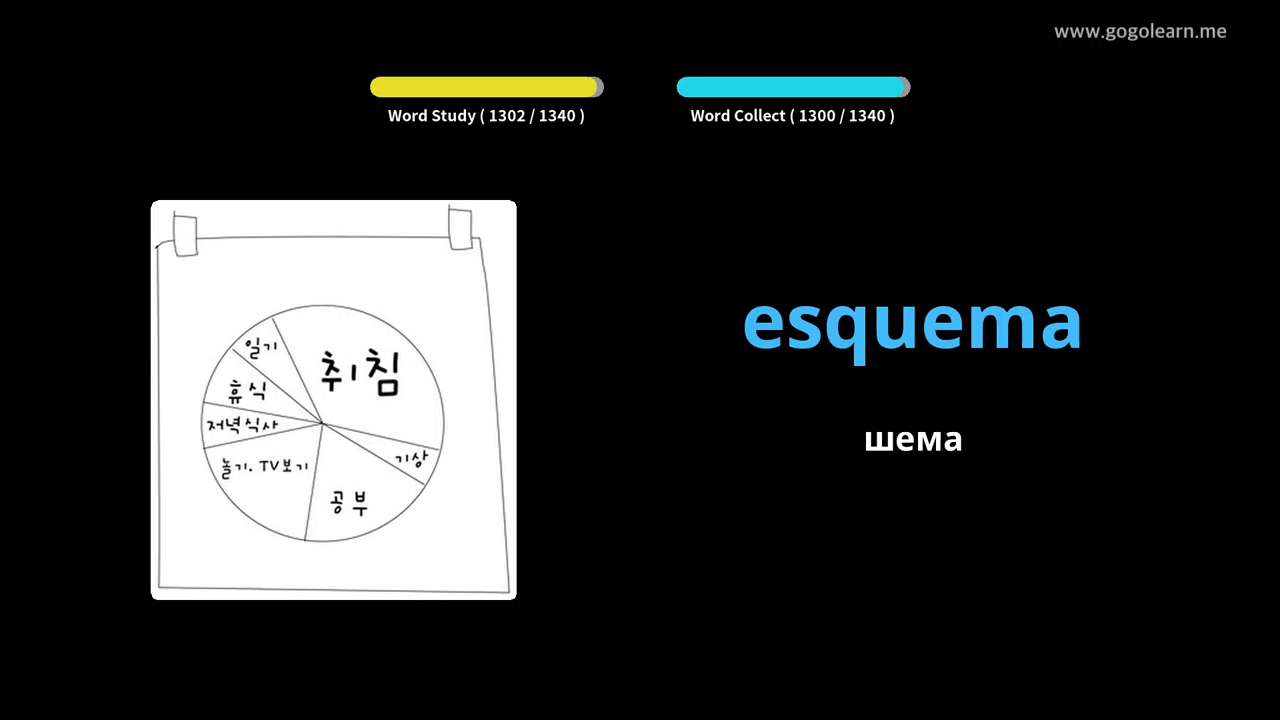 www.gogolearn.me
Word Study ( 1302 / 1340 )
Word Collect ( 1300 / 1340 )
일기
취침
휴식
저녁식사
놀기. TV보기
기상
공부
esquema
шема